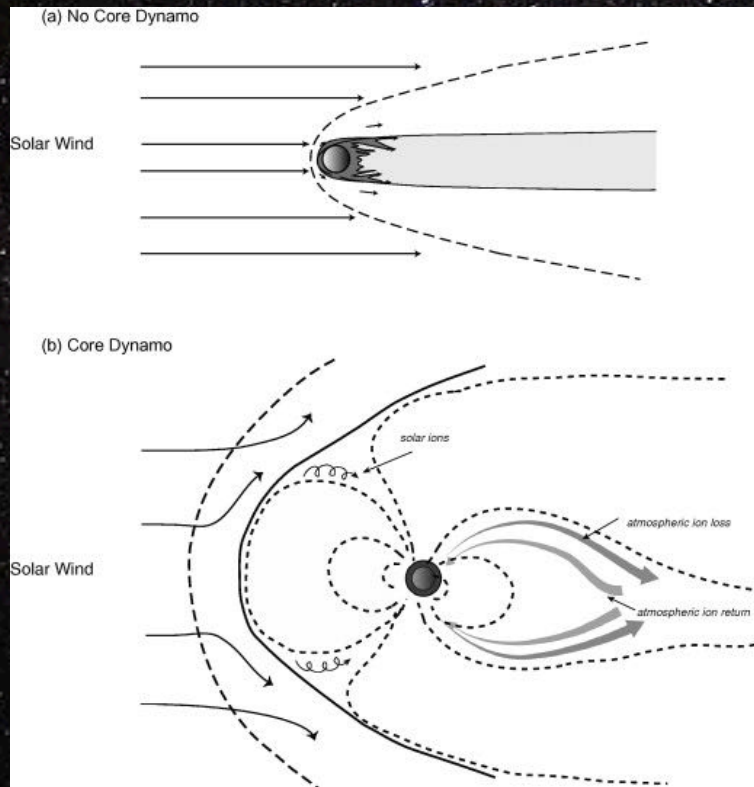 (a) No Core Dynamo
Solar Wind
(b) Core Dynamo
solar ions
atmospheric ion loss
Solar Wind
atmospheric ion return